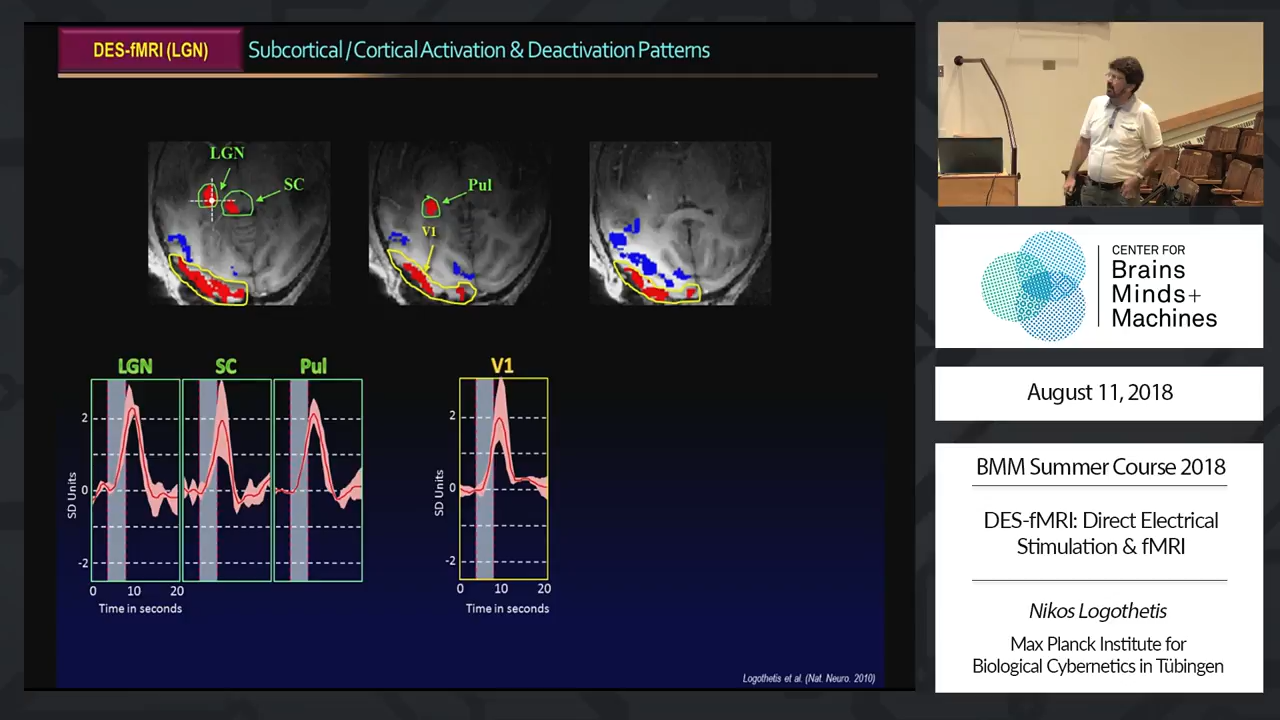 DES-fMRI (LGN)
Subcortical / Cortical Activation & Deactivation Patterns
LGN
SC
Pul
V1
LGN
SC
Pul
V1
2
0
-2
SD Units
0
10
20
Time in seconds
2
0
-2
SD Units
0
10
20
Time in seconds
Logothetis et al. (Nat. Neuro. 2010)
CENTER FOR
Brains
Minds+
Machines
August 11, 2018
BMM Summer Course 2018
DES-fMRI: Direct Electrical
Stimulation & fMRI
Nikos Logothetis
Max Planck Institute for
Biological Cybernetics in Tübingen